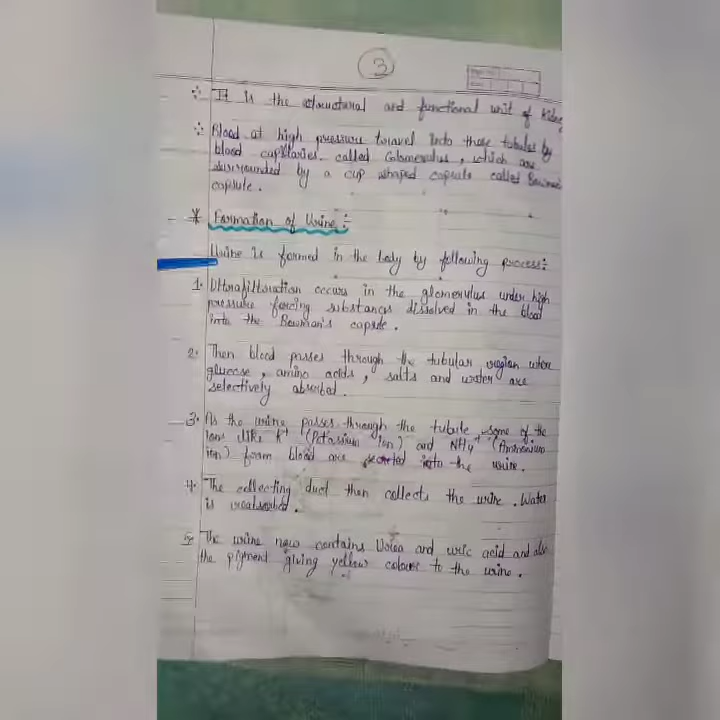 3
∴ It is the structural and functional unit of kidney
∴ Blood at high pressure travel into these tubules by
blood capillaries called Glomerulus, which are
surrounded by a cup shaped capsule called Bowman's
capsule.
* Formation of Urine :-
Urine is formed in the body by following process:-
1. Ultrafiltration occurs in the glomerulus under high
pressure forcing substances dissolved in the blood
into the Bowman's capsule.
2. Then blood passes through the tubular region where
glucose, amino acids, salts and water are
selectively absorbed.
3. As the urine passes through the tubule some of the
Ions like K⁺ (Potassium Ion) and NH4⁺ (Ammonium
ion) from blood are secreted into the urine.
4. The collecting duct then collects the urine. Water
is reabsorbed.
5. The urine now contains Urea and uric acid and also
the pigment giving yellow colour to the urine.